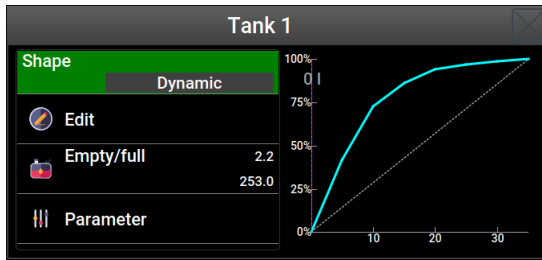 Tank 1
Shape
Dynamic
Edit
Empty/full 2.2
253.0
Parameter
100%
0 l
75%
50%
25%
0%
10 20 30